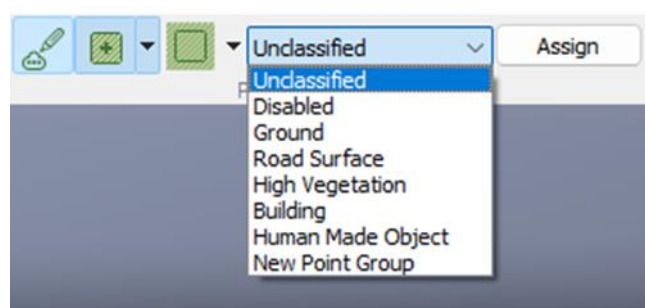 Unclassified
Assign
Unclassified
Disabled
Ground
Road Surface
High Vegetation
Building
Human Made Object
New Point Group